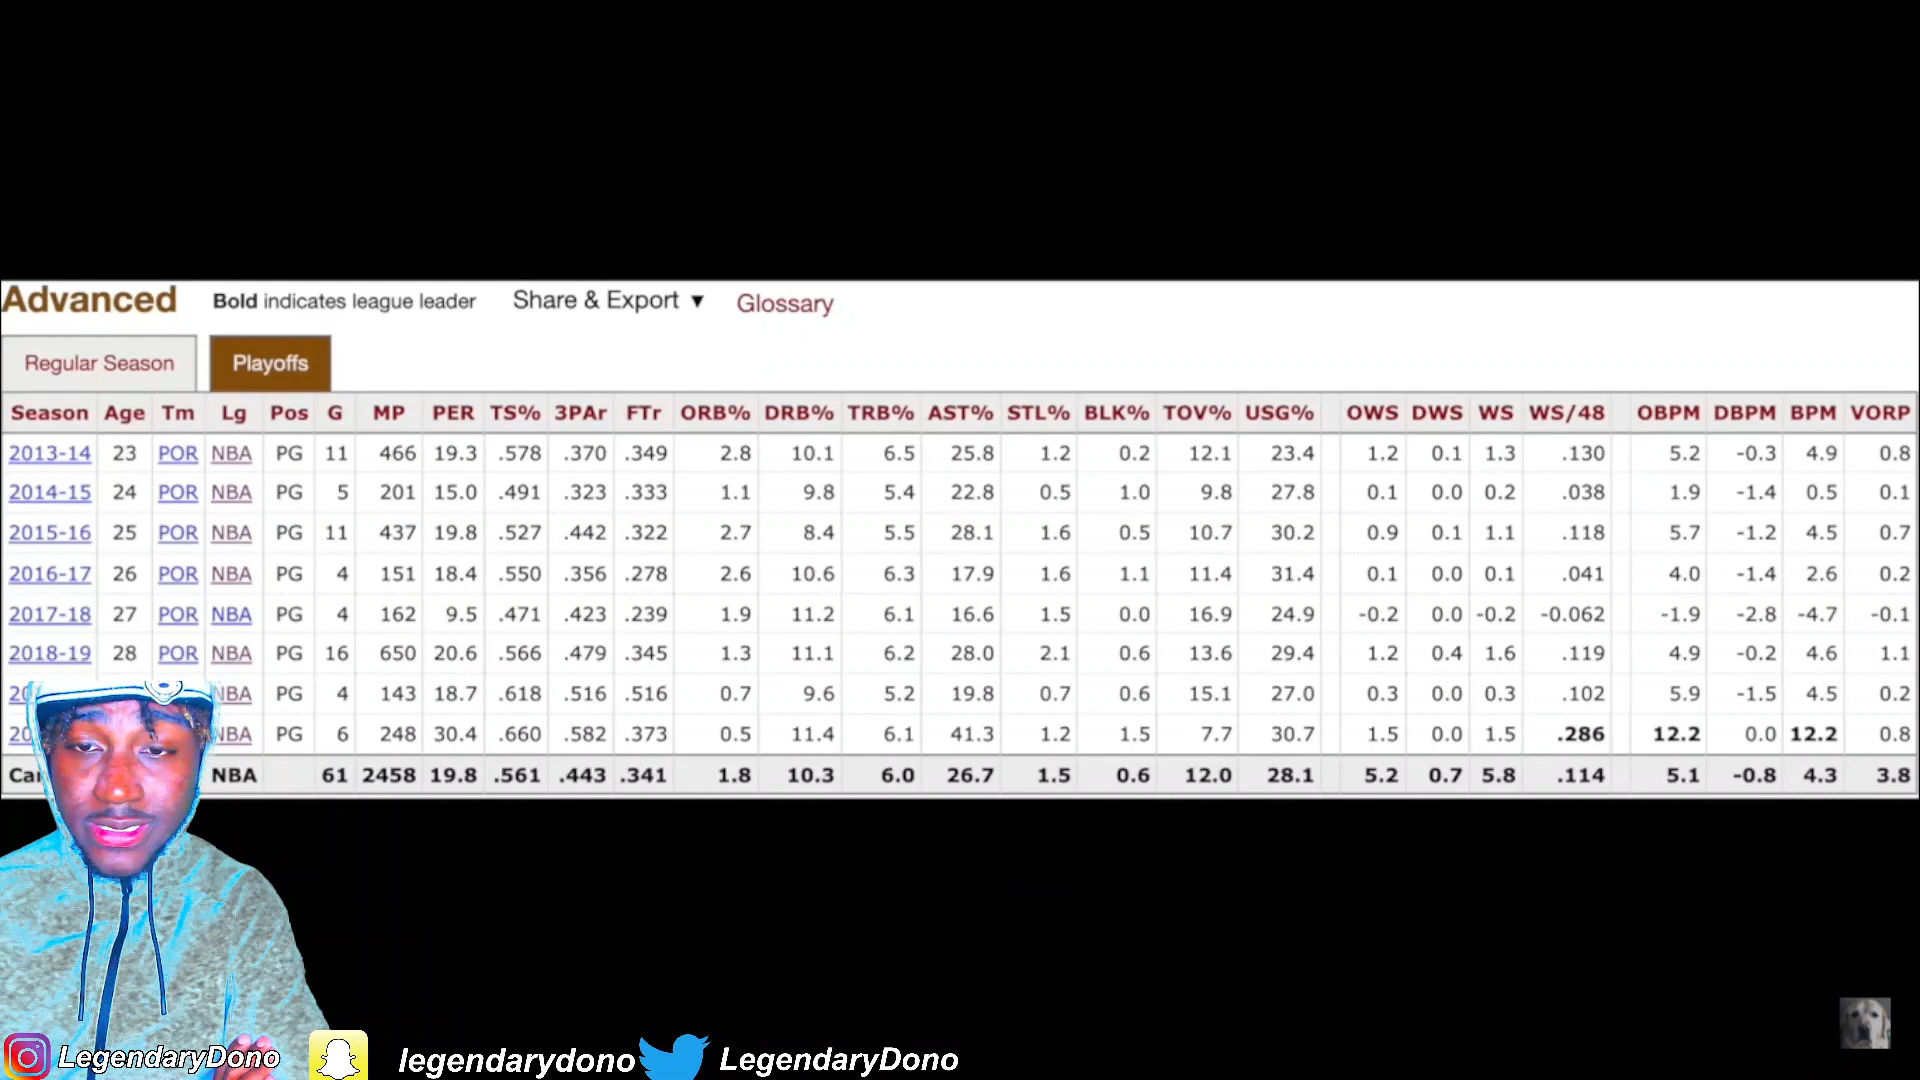 Advanced Bold indicates league leader Share & Export ▼ Glossary
Regular Season Playoffs
Season Age Tm Lg Pos G MP PER TS% 3PAr FTr ORB% DRB% TRB% AST% STL% BLK% TOV% USG% OWS DWS WS WS/48 OBPM DBPM BPM VORP
2013-14 23 POR NBA PG 11 466 19.3 .578 .370 .349 2.8 10.1 6.5 25.8 1.2 0.2 12.1 23.4 1.2 0.1 1.3 .130 5.2 -0.3 4.9 0.8
2014-15 24 POR NBA PG 5 201 15.0 .491 .323 .333 1.1 9.8 5.4 22.8 0.5 1.0 9.8 27.8 0.1 0.0 0.2 .038 1.9 -1.4 0.5 0.1
2015-16 25 POR NBA PG 11 437 19.8 .527 .442 .322 2.7 8.4 5.5 28.1 1.6 0.5 10.7 30.2 0.9 0.1 1.1 .118 5.7 -1.2 4.5 0.7
2016-17 26 POR NBA PG 4 151 18.4 .550 .356 .278 2.6 10.6 6.3 17.9 1.6 1.1 11.4 31.4 0.1 0.0 0.1 .041 4.0 -1.4 2.6 0.2
2017-18 27 POR NBA PG 4 162 9.5 .471 .423 .239 1.9 11.2 6.1 16.6 1.5 0.0 16.9 24.9 -0.2 0.0 -0.2 -0.062 -1.9 -2.8 -4.7 -0.1
2018-19 28 POR NBA PG 16 650 20.6 .566 .479 .345 1.3 11.1 6.2 28.0 2.1 0.6 13.6 29.4 1.2 0.4 1.6 .119 4.9 -0.2 4.6 1.1
20 NBA PG 4 143 18.7 .618 .516 .516 0.7 9.6 5.2 19.8 0.7 0.6 15.1 27.0 0.3 0.0 0.3 .102 5.9 -1.5 4.5 0.2
20 NBA PG 6 248 30.4 .660 .582 .373 0.5 11.4 6.1 41.3 1.2 1.5 7.7 30.7 1.5 0.0 1.5 .286 12.2 0.0 12.2 0.8
Car NBA 61 2458 19.8 .561 .443 .341 1.8 10.3 6.0 26.7 1.5 0.6 12.0 28.1 5.2 0.7 5.8 .114 5.1 -0.8 4.3 3.8
LegendaryDono legendarydono LegendaryDono